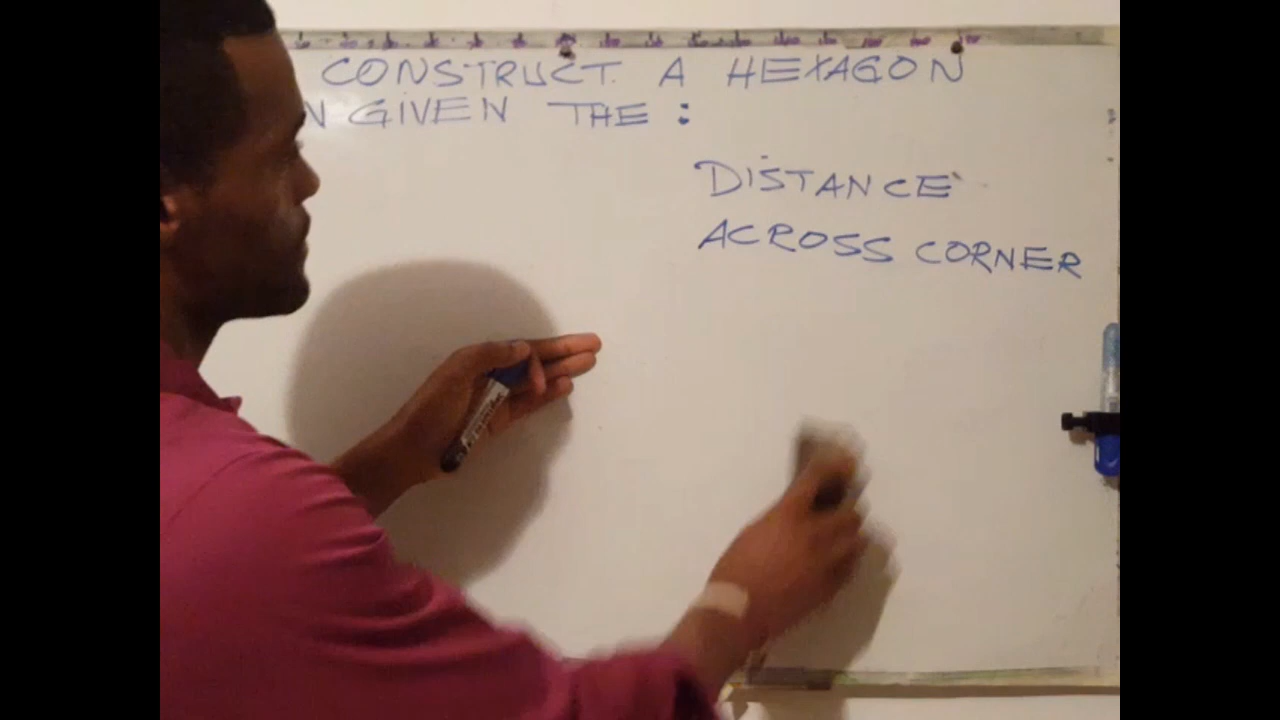 CONSTRUCT A HEXAGON
N GIVEN THE :
DISTANCE
ACROSS CORNER